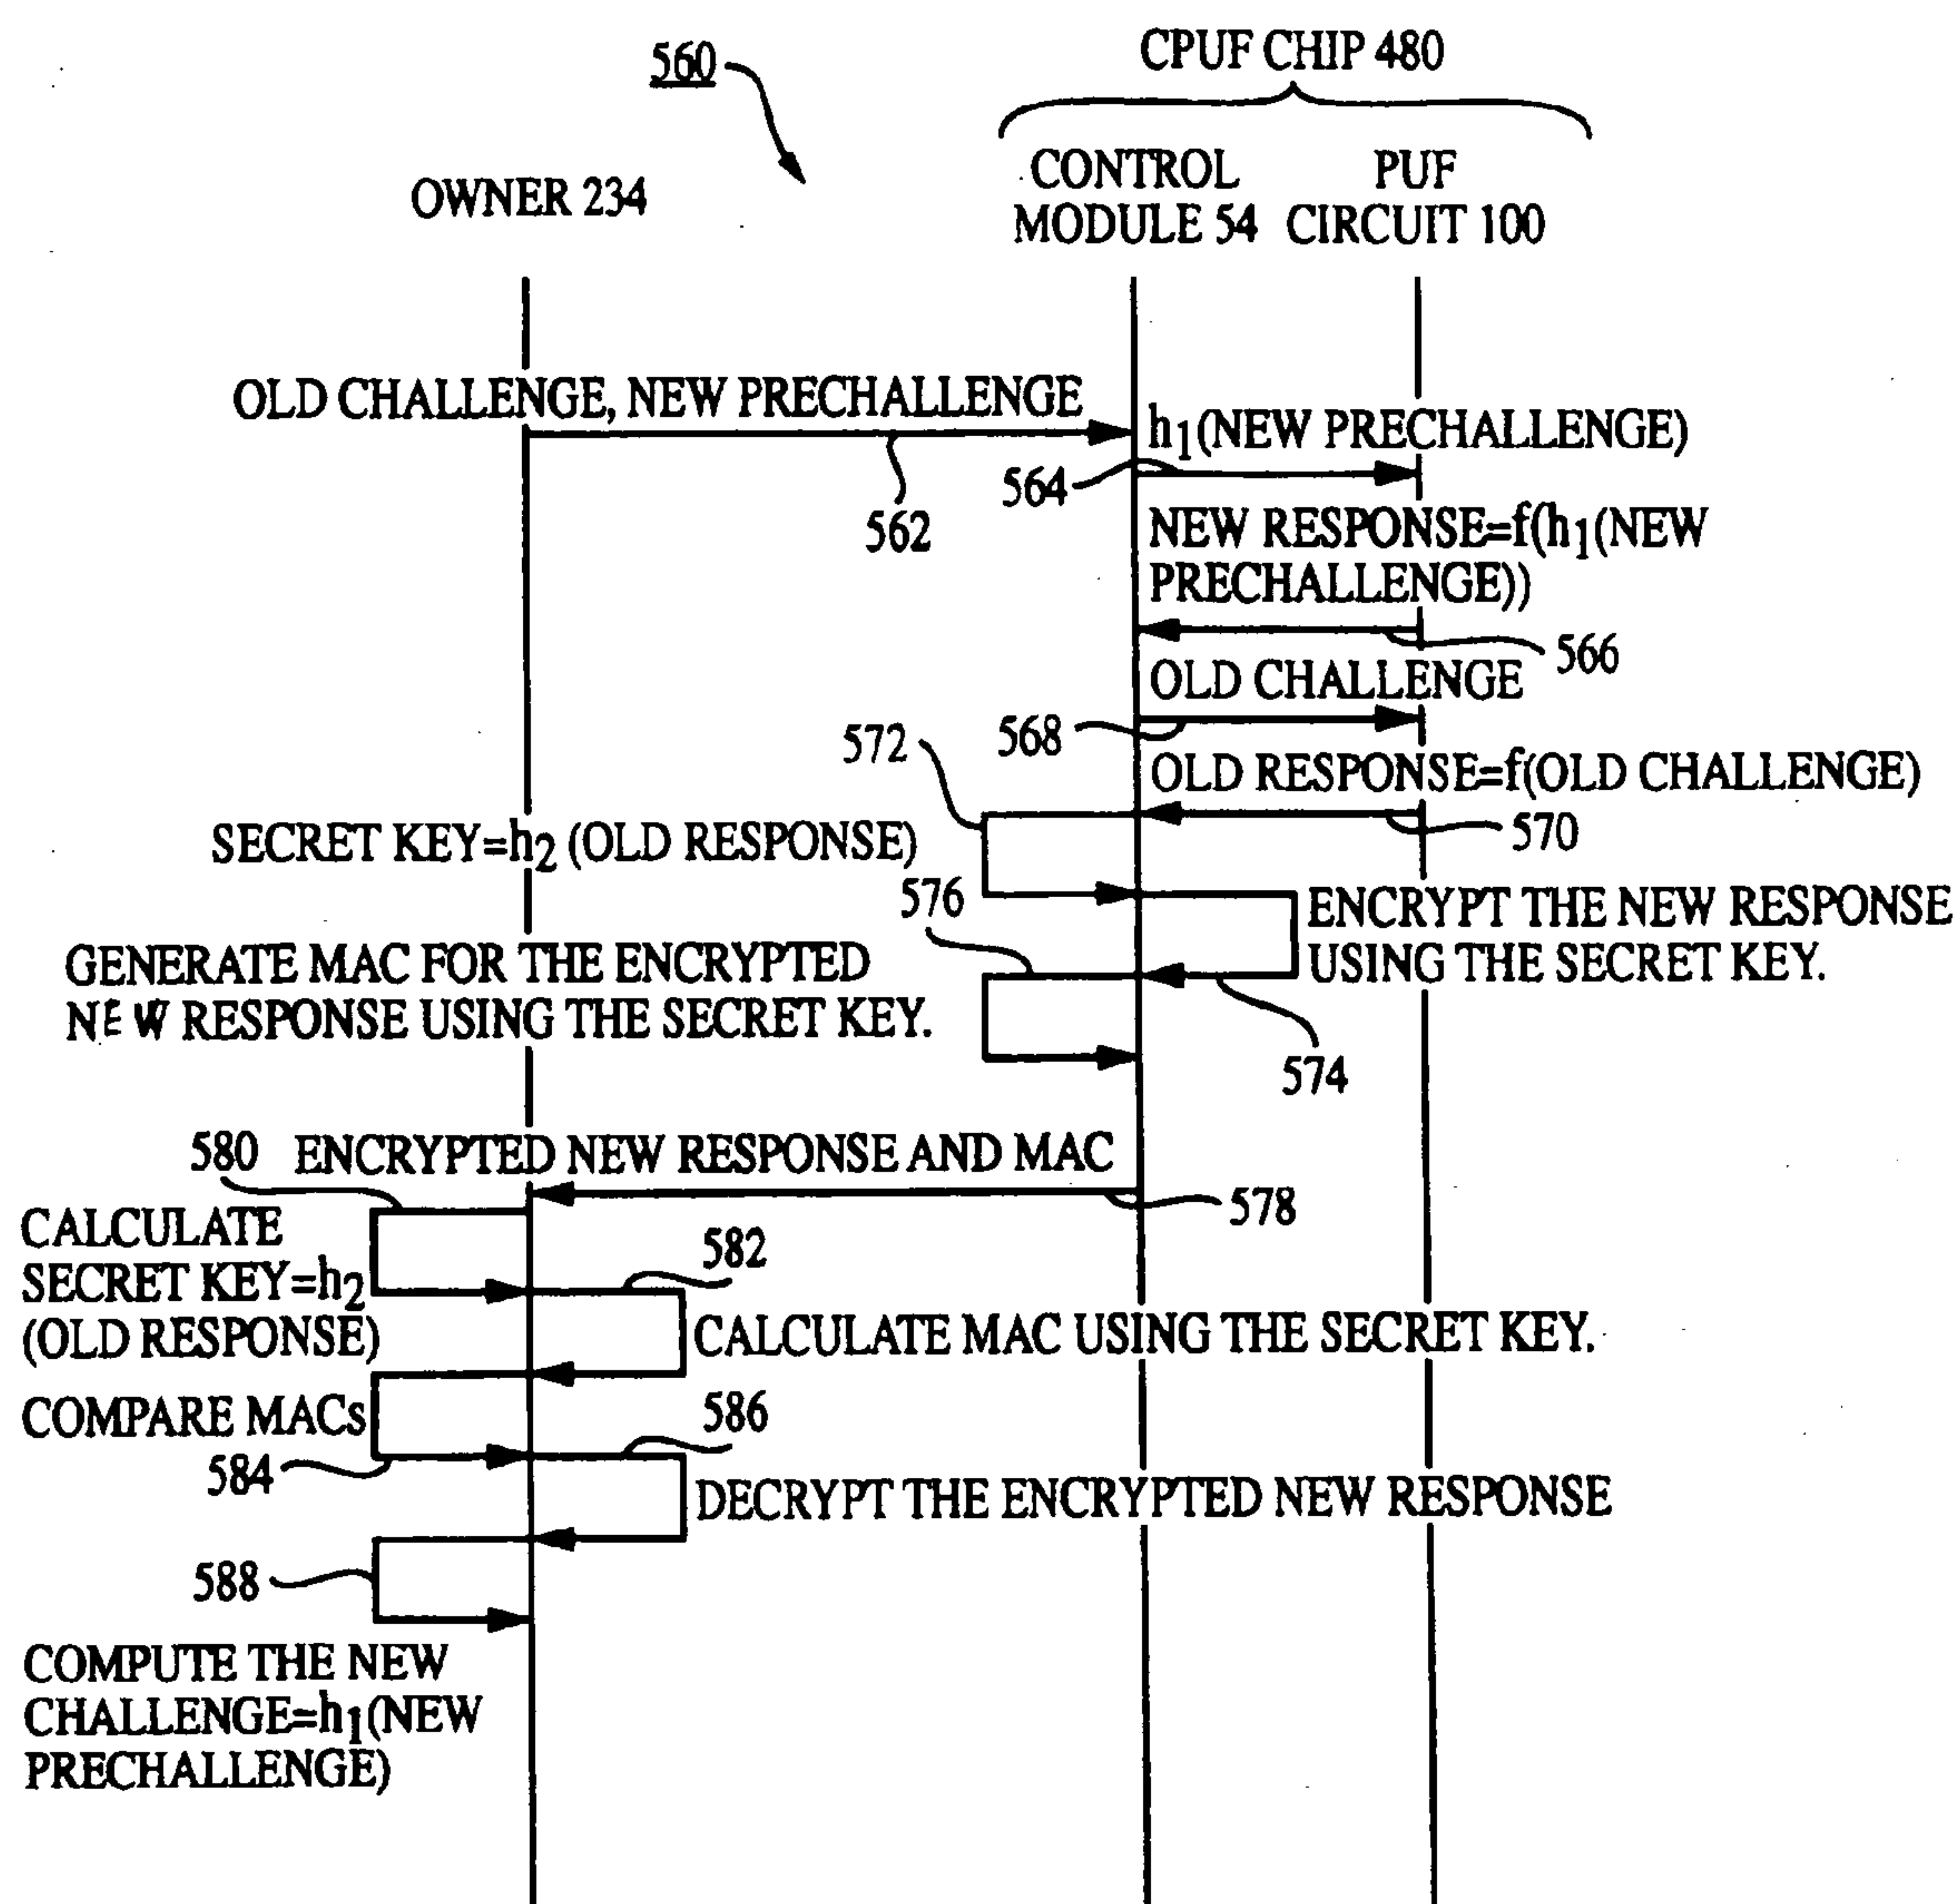 560
CPUF CHIP 480
OWNER 234
CONTROL
MODULE 54
PUF
CIRCUIT 100
OLD CHALLENGE, NEW PRECHALLENGE
562
h1(NEW PRECHALLENGE)
564
NEW RESPONSE=f(h1(NEW
PRECHALLENGE))
566
OLD CHALLENGE
568
572
OLD RESPONSE=f(OLD CHALLENGE)
570
SECRET KEY=h2 (OLD RESPONSE)
576
ENCRYPT THE NEW RESPONSE
USING THE SECRET KEY.
GENERATE MAC FOR THE ENCRYPTED
NEW RESPONSE USING THE SECRET KEY.
574
580
ENCRYPTED NEW RESPONSE AND MAC
578
CALCULATE
SECRET KEY=h2
(OLD RESPONSE)
582
CALCULATE MAC USING THE SECRET KEY.
COMPARE MACs
584
586
DECRYPT THE ENCRYPTED NEW RESPONSE
588
COMPUTE THE NEW
CHALLENGE=h1(NEW
PRECHALLENGE)